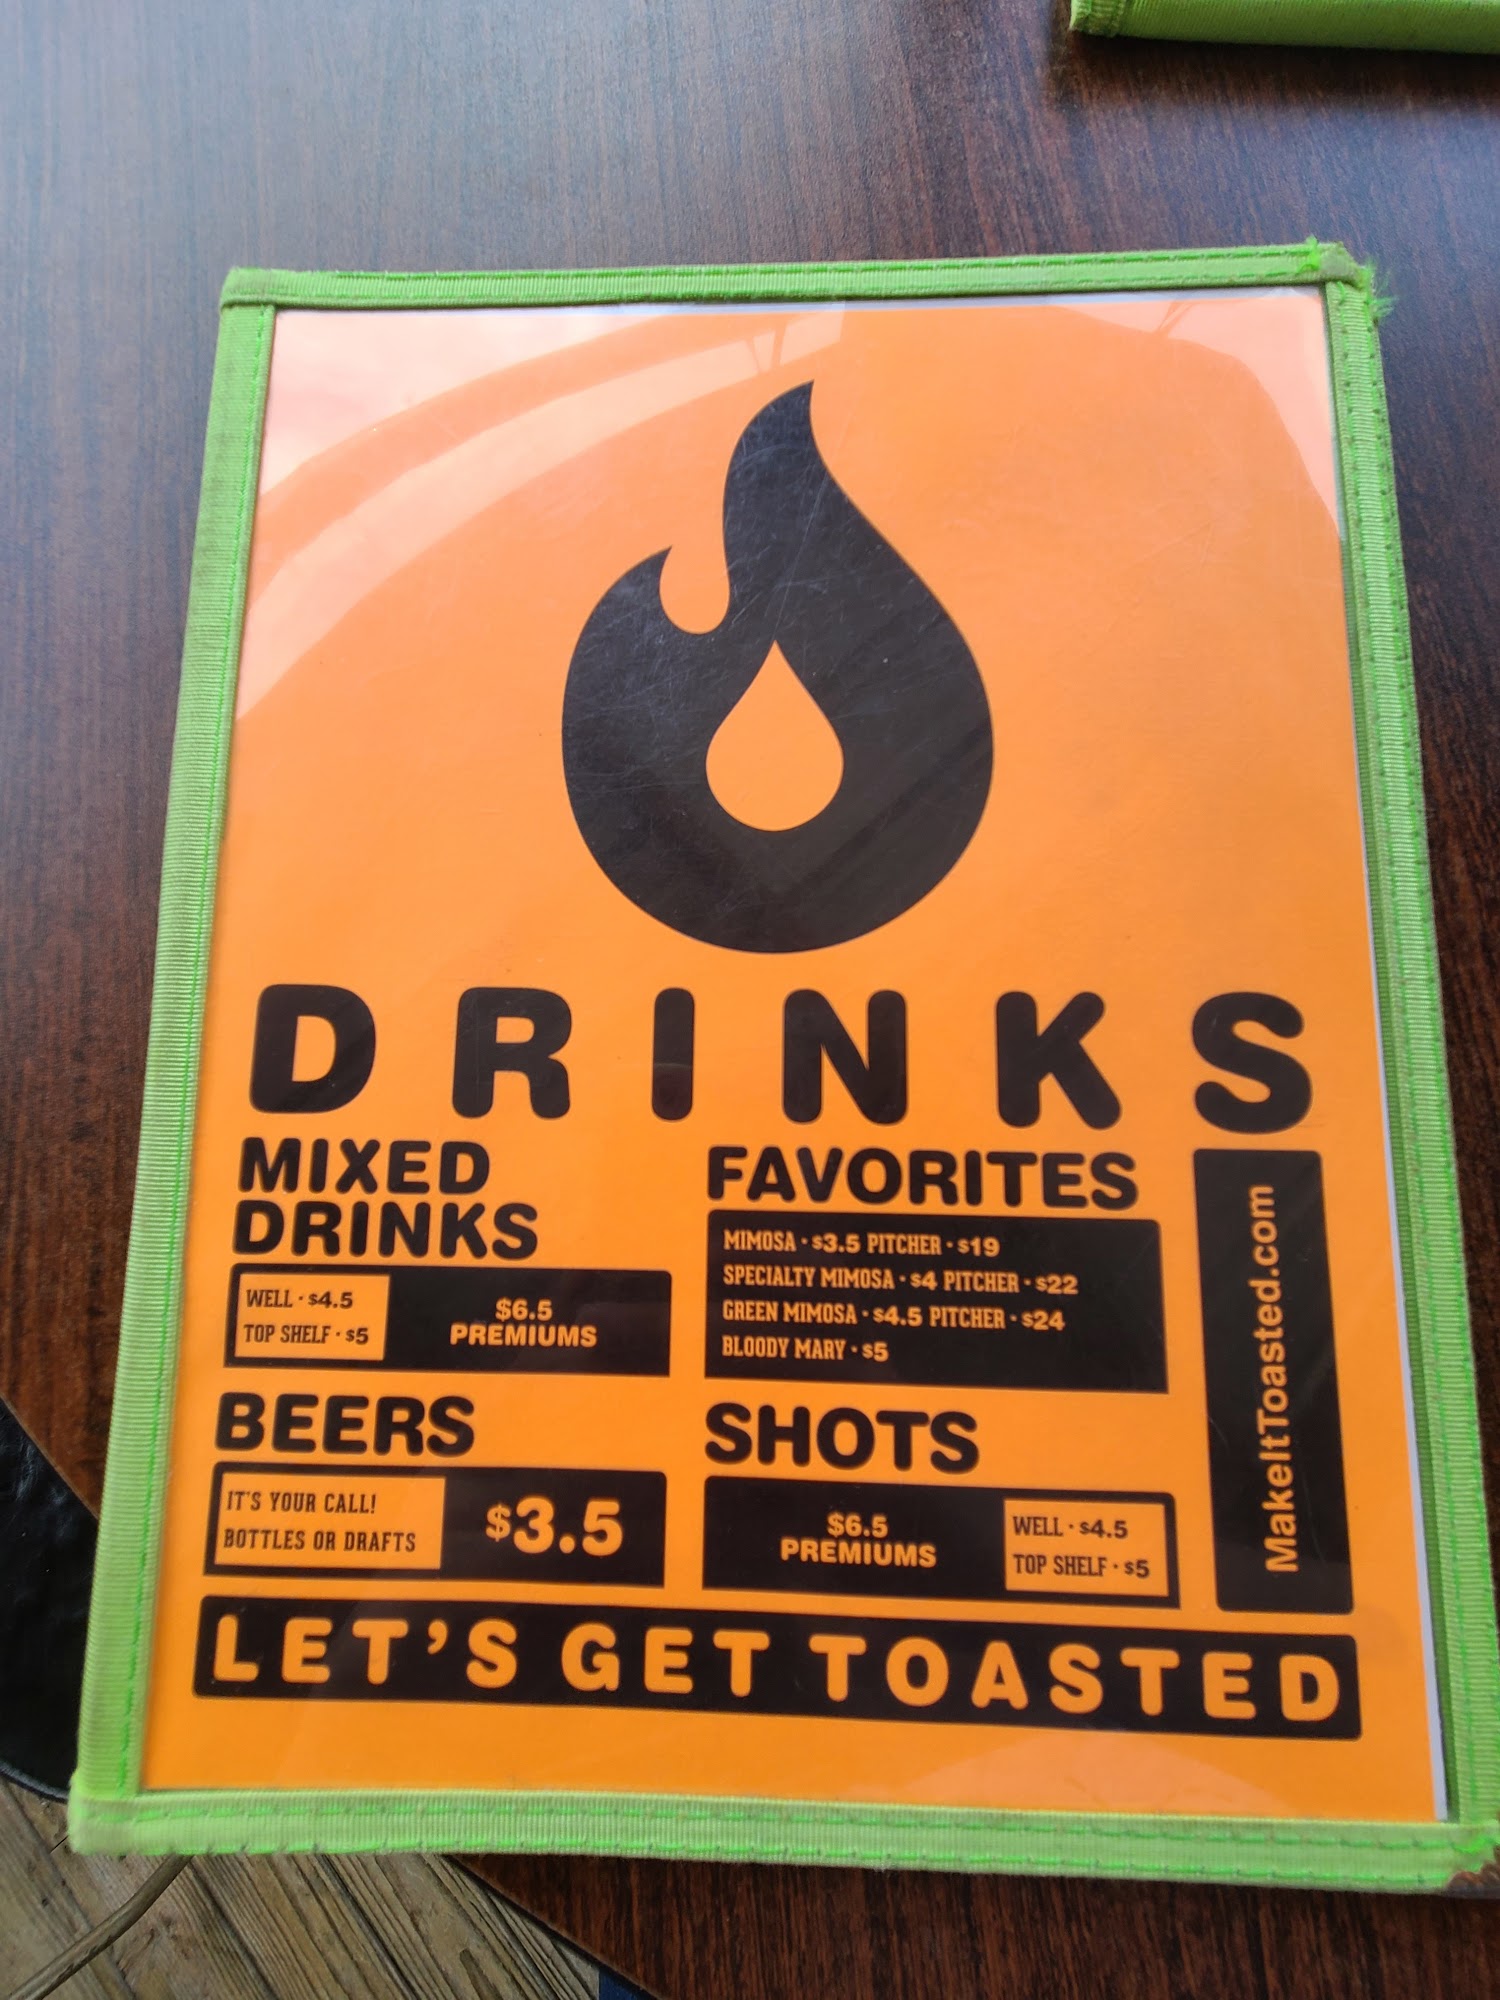 DRINKS
MIXED
DRINKS
WELL · $4.5
TOP SHELF · $5
$6.5
PREMIUMS
FAVORITES
MIMOSA · $3.5 PITCHER · $19
SPECIALTY MIMOSA · $4 PITCHER · $22
GREEN MIMOSA · $4.5 PITCHER · $24
BLOODY MARY · $5
BEERS
IT'S YOUR CALL!
BOTTLES OR DRAFTS
$3.5
SHOTS
$6.5
PREMIUMS
WELL · $4.5
TOP SHELF · $5
MakeItToasted.com
LET'S GET TOASTED